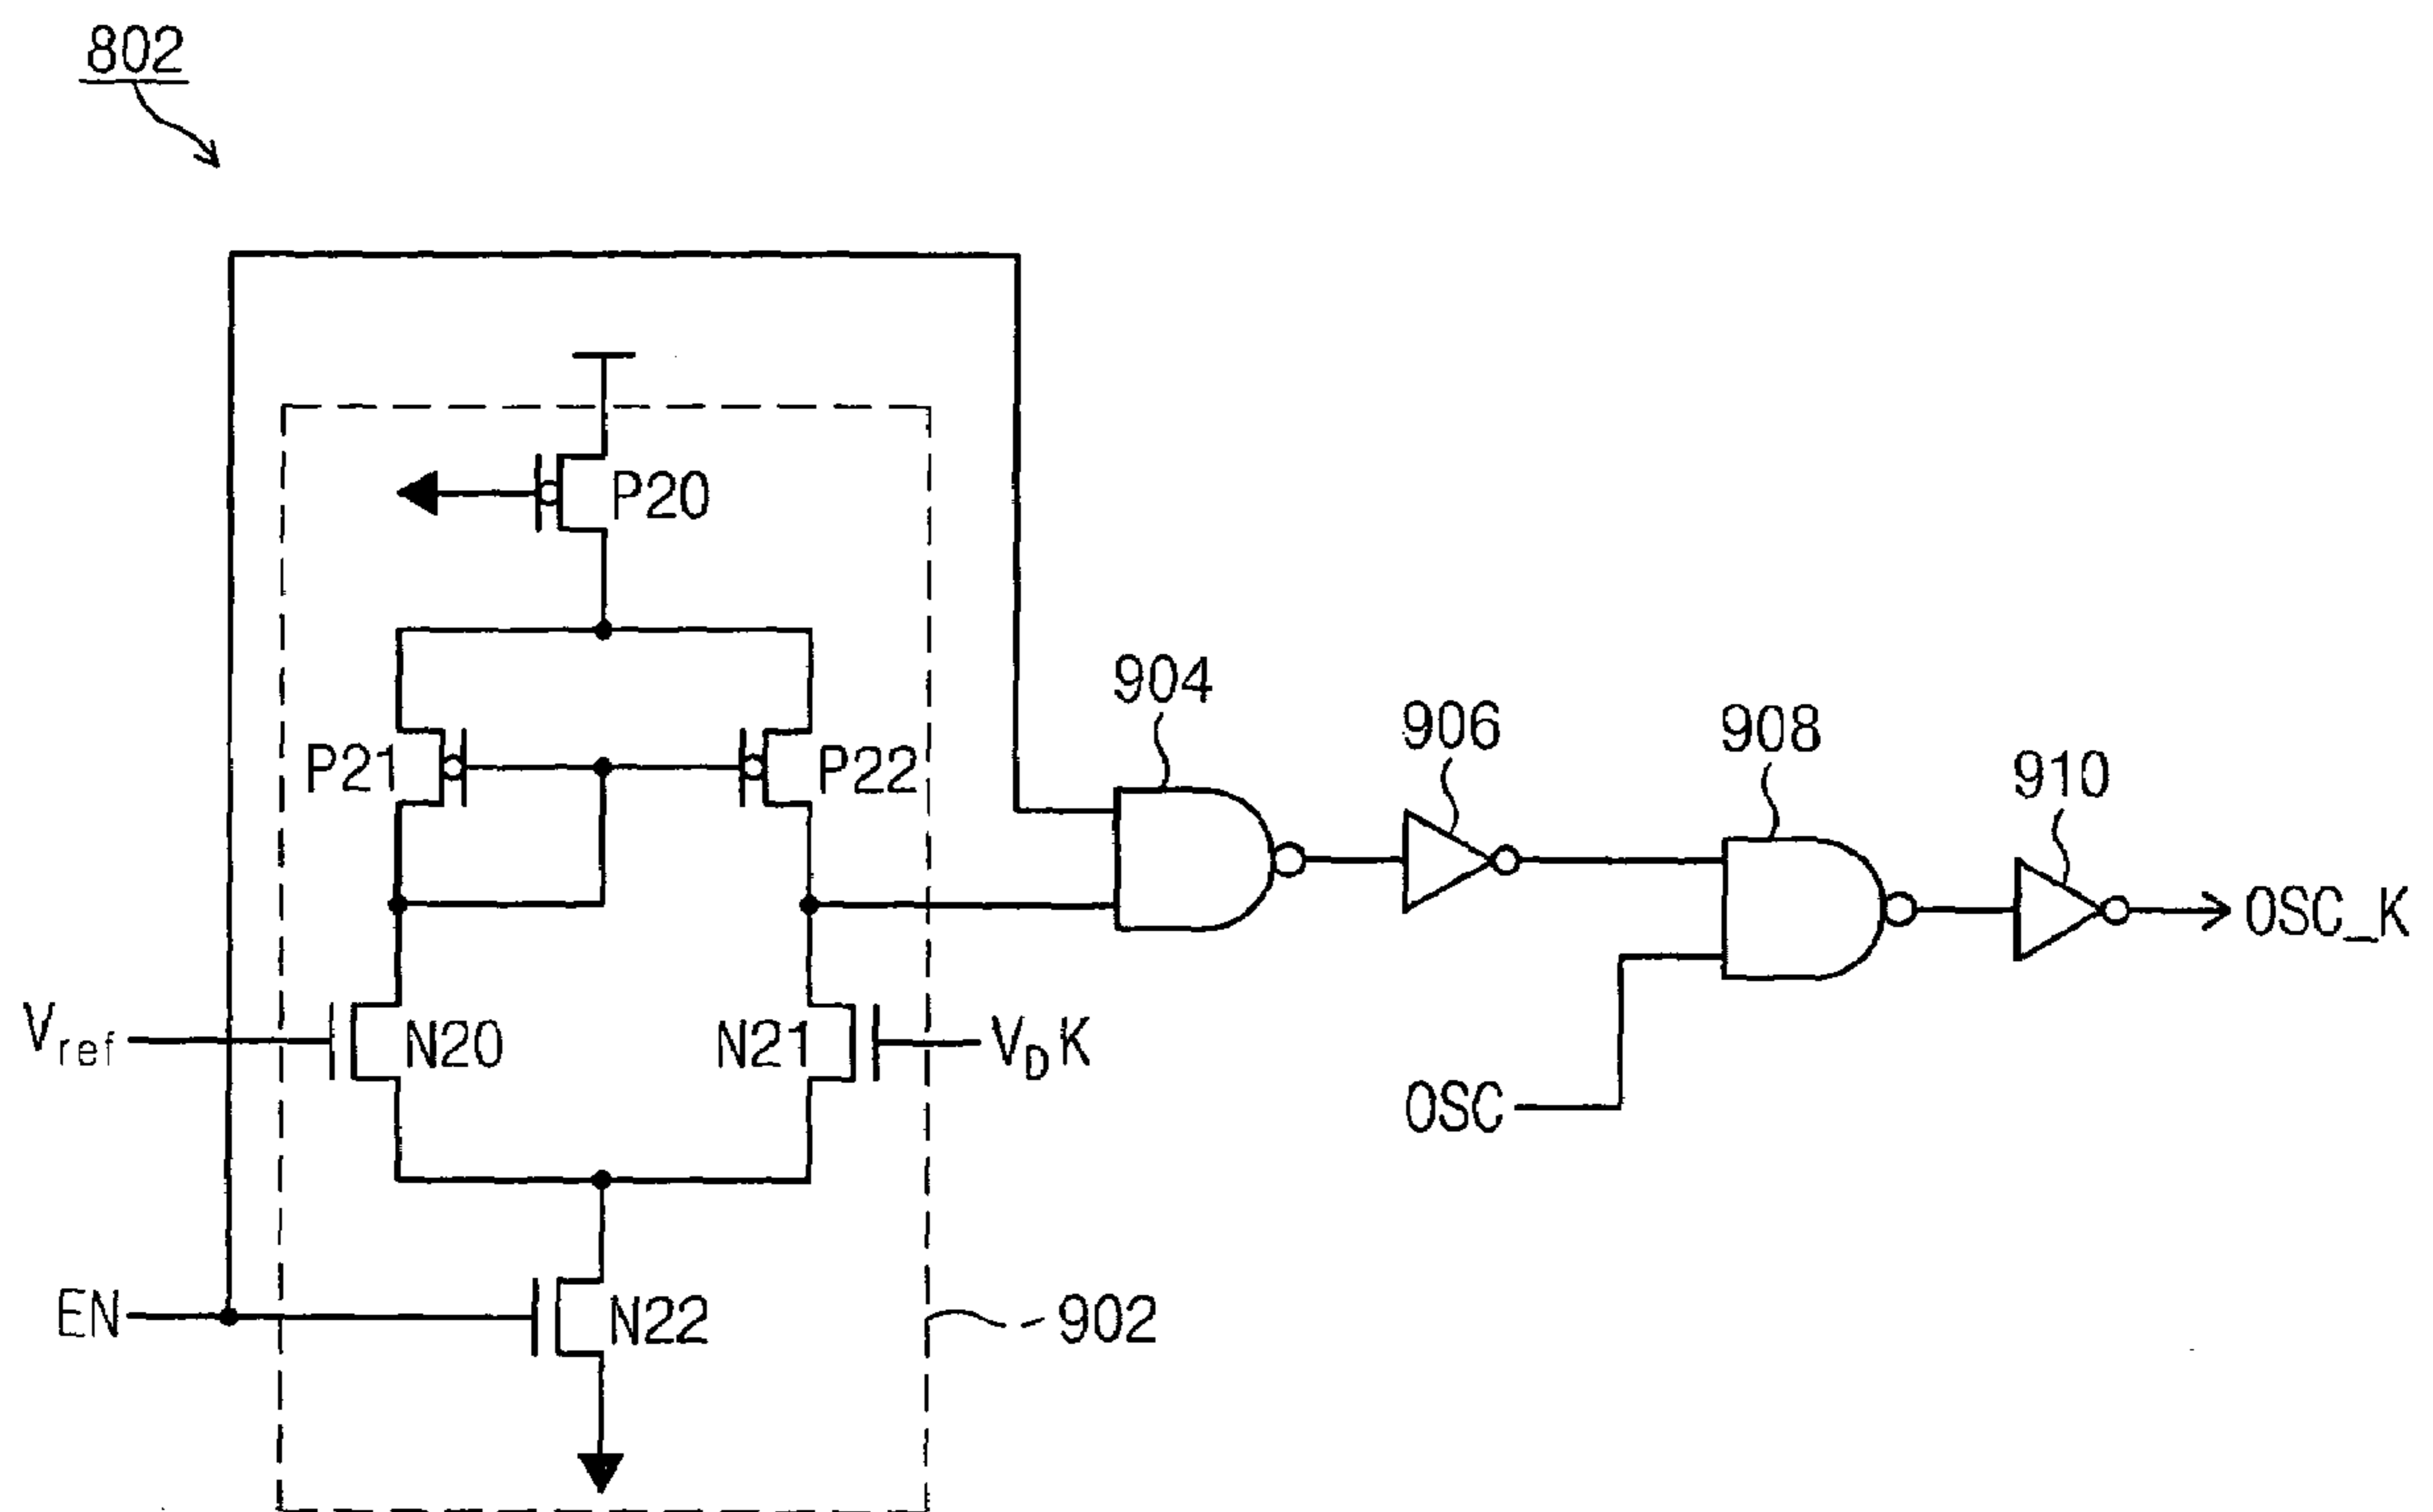 802
P20
904
906
908
P21
P22
910
OSC_K
Vref
N20
N21
VDK
OSC
EN
N22
902